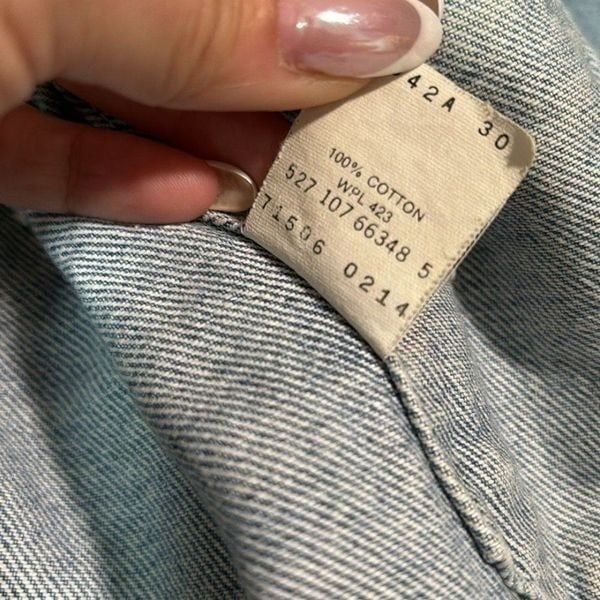 42A 30
100% COTTON
WPL 423
527 107 66348 5
71506 0214